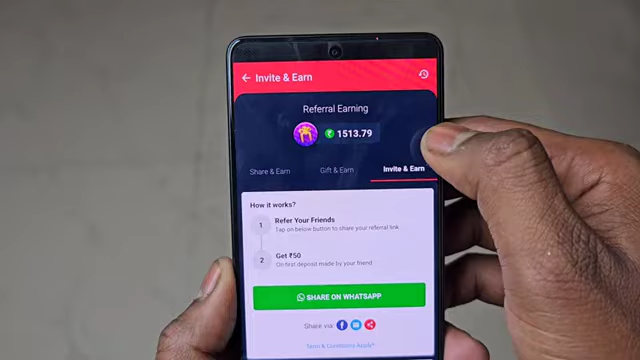 Invite & Earn
Referral Earning
₹ 1513.79
Share & Earn
Gift & Earn
Invite & Earn
How it works?
1
Refer Your Friends
Tap on below button to share your referral link
2
Get ₹50
On first deposit made by your friend
SHARE ON WHATSAPP
Share via:
Term & Conditions Apply*